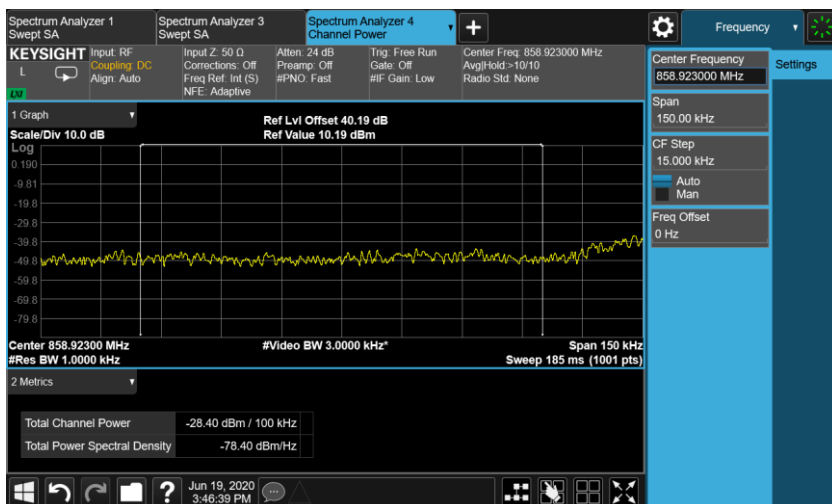 Spectrum Analyzer 1
Swept SA
Spectrum Analyzer 3
Swept SA
Spectrum Analyzer 4
Channel Power
Frequency
KEYSIGHT
L
LXI
Input: RF
Coupling: DC
Align: Auto
Input Z: 50 Ω
Corrections: Off
Freq Ref: Int (S)
NFE: Adaptive
Atten: 24 dB
Preamp: Off
#PNO: Fast
Trig: Free Run
Gate: Off
#IF Gain: Low
Center Freq: 858.923000 MHz
Avg|Hold:>10/10
Radio Std: None
Center Frequency
858.923000 MHz
Settings
Span
150.00 kHz
CF Step
15.000 kHz
Auto
Man
Freq Offset
0 Hz
1 Graph
Scale/Div 10.0 dB
Ref Lvl Offset 40.19 dB
Ref Value 10.19 dBm
Log
0.190
-9.81
-19.8
-29.8
-39.8
-49.8
-59.8
-69.8
-79.8
Center 858.92300 MHz
#Video BW 3.0000 kHz*
Span 150 kHz
#Res BW 1.0000 kHz
Sweep 185 ms (1001 pts)
2 Metrics
Total Channel Power -28.40 dBm / 100 kHz
Total Power Spectral Density -78.40 dBm/Hz
?
Jun 19, 2020
3:46:39 PM